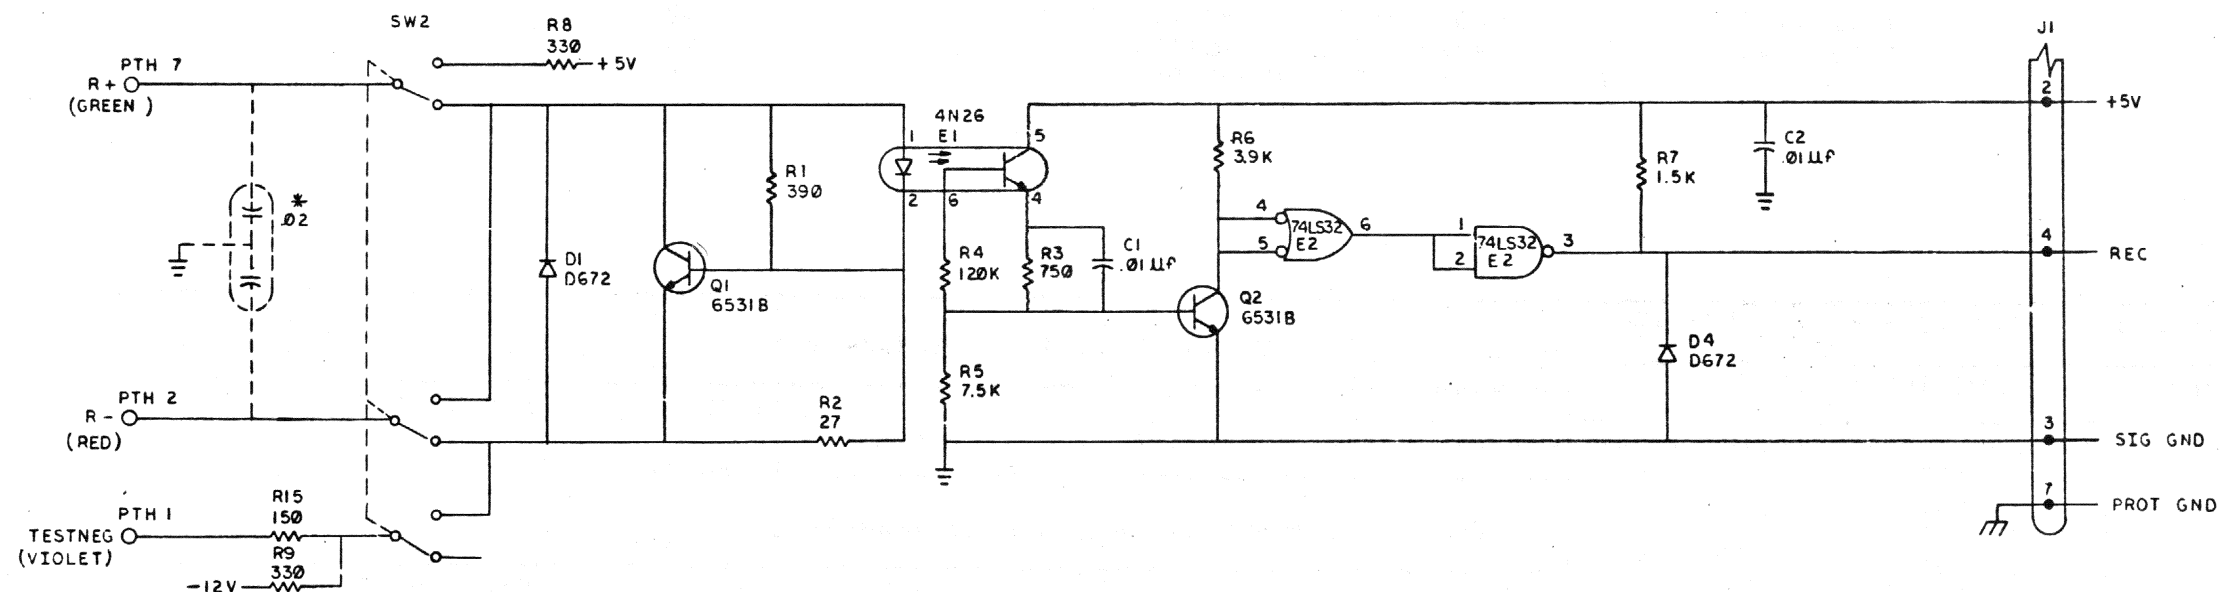 SW2
R8
330
+5V
PTH 7
R+
(GREEN)
*
.02
PTH 2
R-
(RED)
R15
PTH 1
150
TESTNEG
(VIOLET)
R9
330
-12V
D1
D672
Q1
6531B
R1
390
R2
27
4N26
E1
1
5
2
6
4
R4
120K
R3
750
C1
.01µf
R5
7.5K
R6
3.9K
Q2
6531B
4
5
74LS32
E2
6
1
2
74LS32
E2
3
R7
1.5K
C2
.01µf
D4
D672
J1
2
+5V
4
REC
3
SIG GND
7
PROT GND